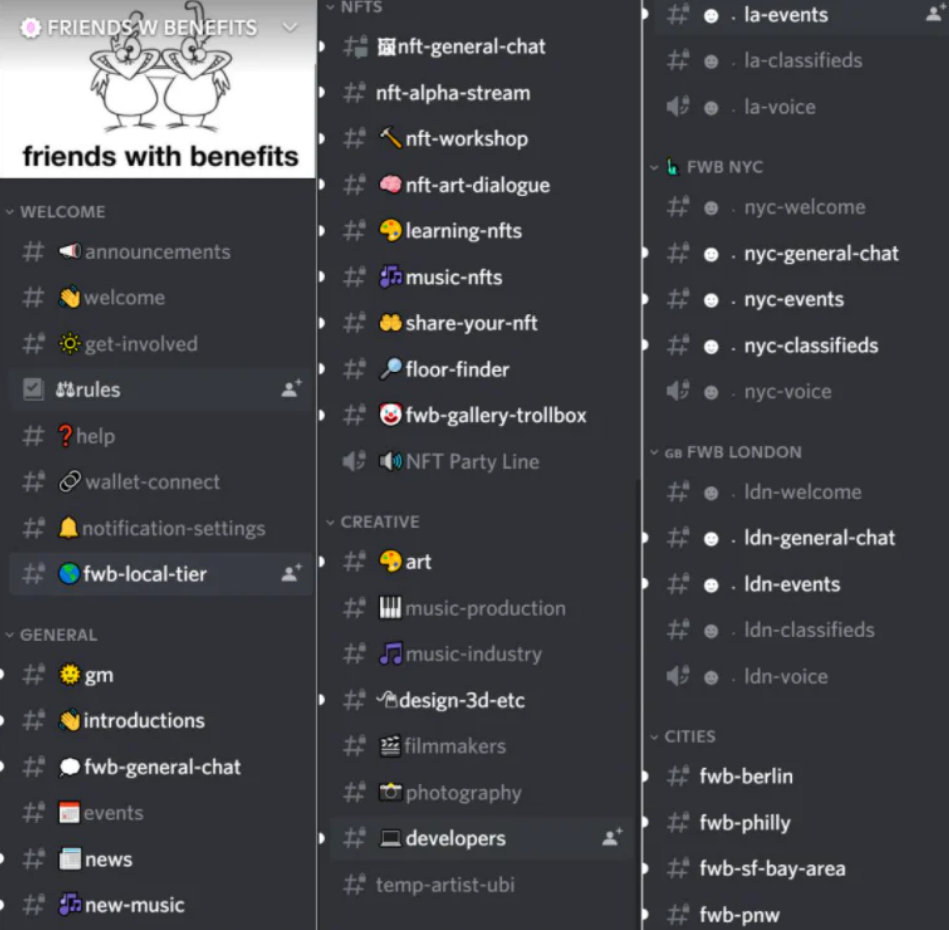 FRIENDS W BENEFITS
friends with benefits
WELCOME
announcements
welcome
get-involved
rules
help
wallet-connect
notification-settings
fwb-local-tier
GENERAL
gm
introductions
fwb-general-chat
events
news
new-music
NFTS
nft-general-chat
nft-alpha-stream
nft-workshop
nft-art-dialogue
learning-nfts
music-nfts
share-your-nft
floor-finder
fwb-gallery-trollbox
NFT Party Line
CREATIVE
art
music-production
music-industry
design-3d-etc
filmmakers
photography
developers
temp-artist-ubi
la-events
la-classifieds
la-voice
FWB NYC
nyc-welcome
nyc-general-chat
nyc-events
nyc-classifieds
nyc-voice
GB FWB LONDON
ldn-welcome
ldn-general-chat
ldn-events
ldn-classifieds
ldn-voice
CITIES
fwb-berlin
fwb-philly
fwb-sf-bay-area
fwb-pnw